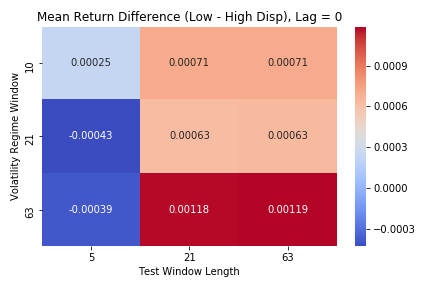 Mean Return Difference (Low - High Disp), Lag = 0
Volatility Regime Window
10
21
63
0.00025 0.00071 0.00071
-0.00043 0.00063 0.00063
-0.00039 0.00118 0.00119
5 21 63
Test Window Length
0.0009
0.0006
0.0003
0.0000
−0.0003